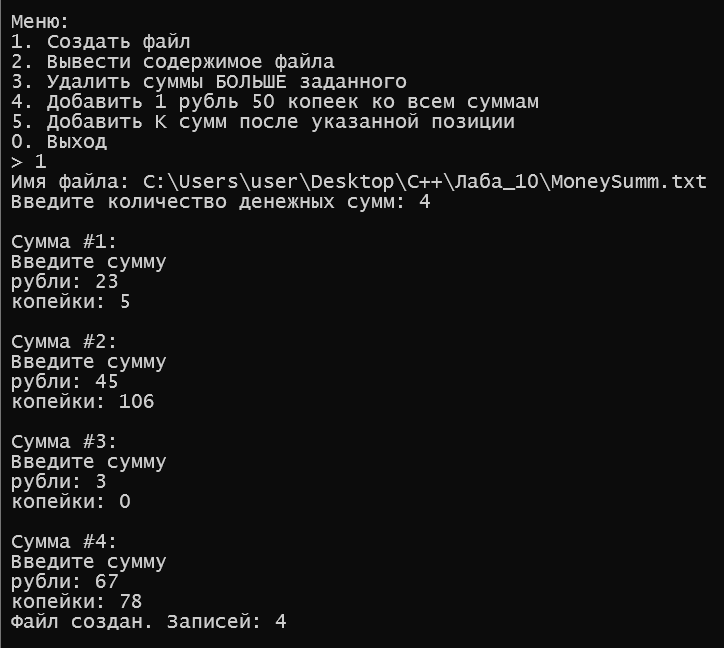 Меню:
1. Создать файл
2. Вывести содержимое файла
3. Удалить суммы БОЛЬШЕ заданного
4. Добавить 1 рубль 50 копеек ко всем суммам
5. Добавить К сумм после указанной позиции
0. Выход
> 1
Имя файла: C:\Users\user\Desktop\C++\Лаба_10\MoneySumm.txt
Введите количество денежных сумм: 4
Сумма #1:
Введите сумму
рубли: 23
копейки: 5
Сумма #2:
Введите сумму
рубли: 45
копейки: 106
Сумма #3:
Введите сумму
рубли: 3
копейки: 0
Сумма #4:
Введите сумму
рубли: 67
копейки: 78
Файл создан. Записей: 4